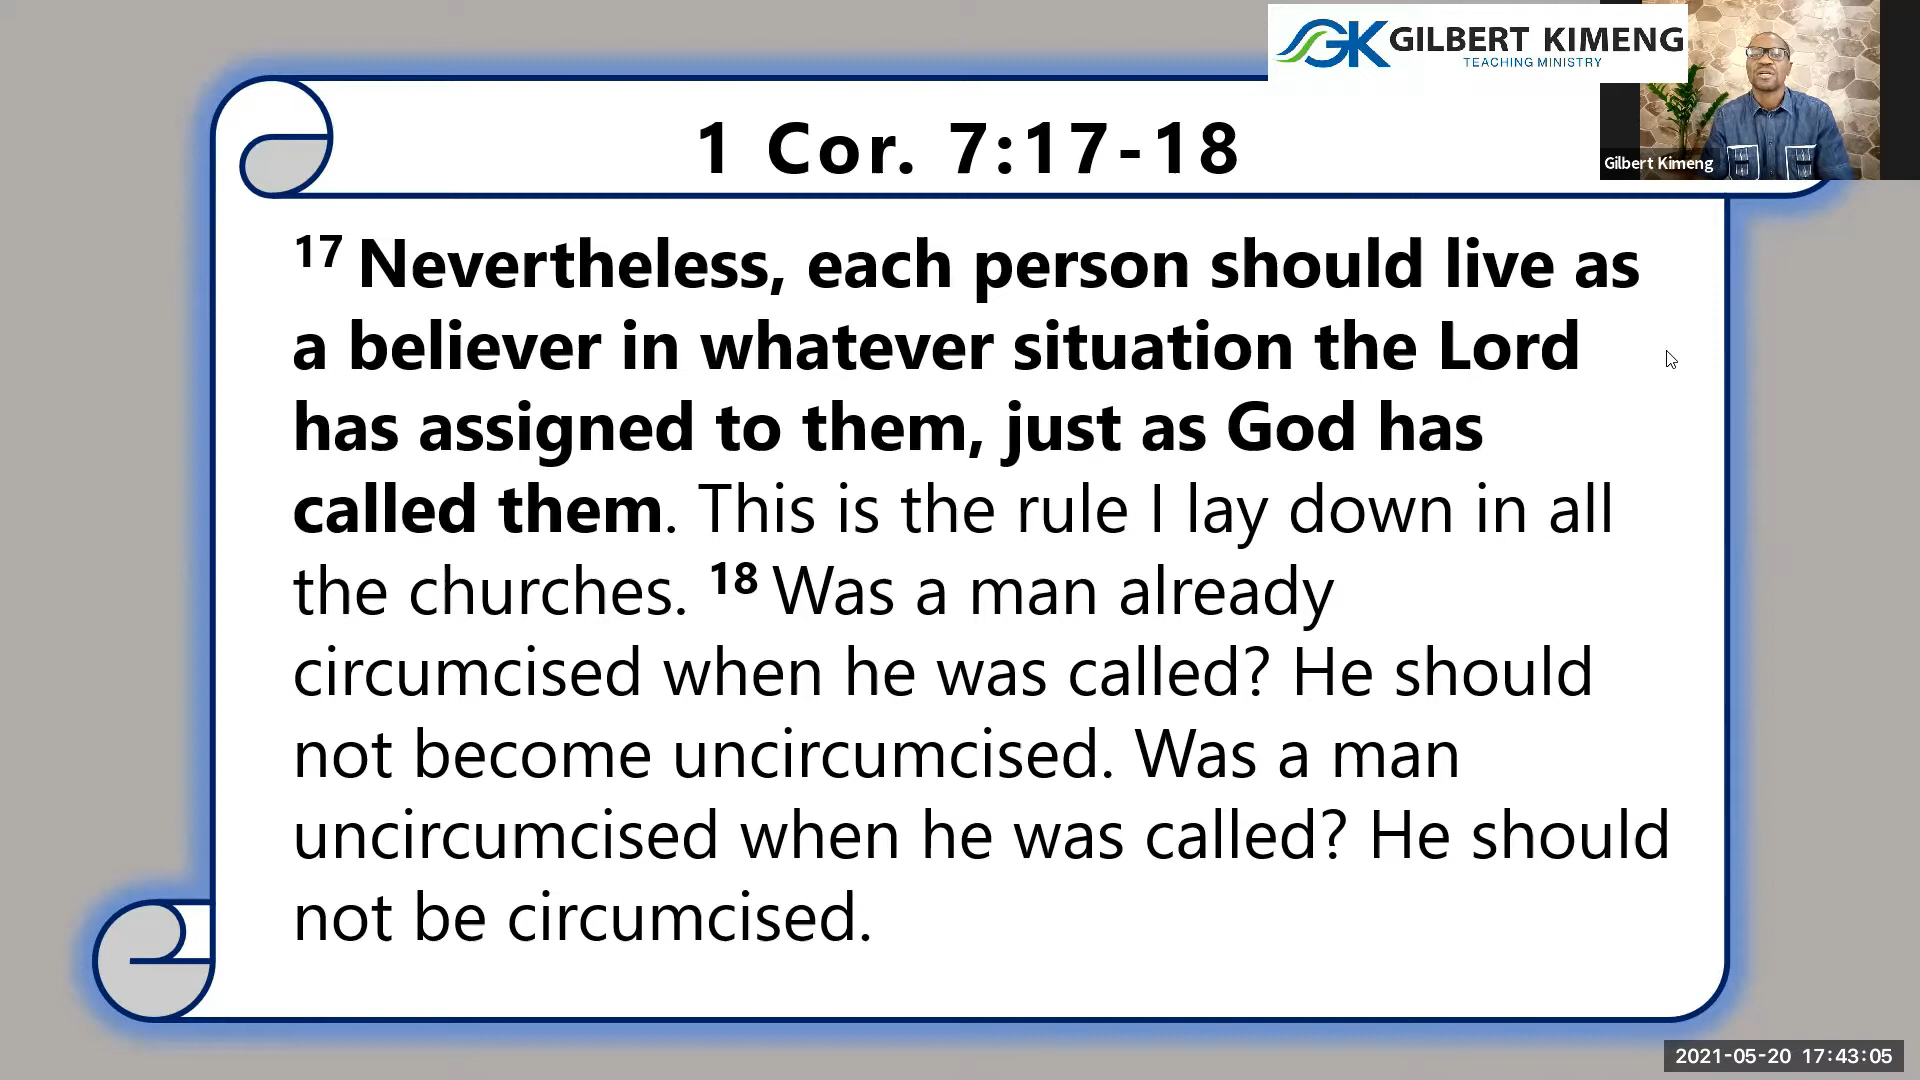 GK GILBERT KIMENG
TEACHING MINISTRY
Gilbert Kimeng
1 Cor. 7:17-18
17 Nevertheless, each person should live as
a believer in whatever situation the Lord
has assigned to them, just as God has
called them. This is the rule I lay down in all
the churches. 18 Was a man already
circumcised when he was called? He should
not become uncircumcised. Was a man
uncircumcised when he was called? He should
not be circumcised.
2021-05-20 17:43:05